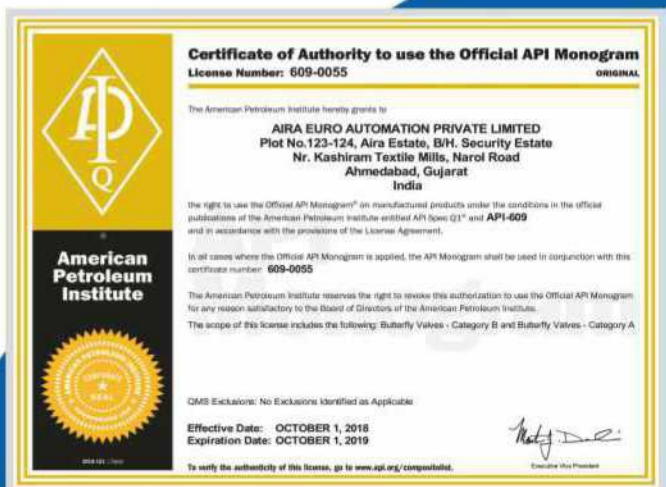 Certificate of Authority to use the Official API Monogram
License Number: 609-0055
ORIGINAL
The American Petroleum Institute hereby grants to
AIRA EURO AUTOMATION PRIVATE LIMITED
Plot No.123-124, Aira Estate, B/H. Security Estate
Nr. Kashiram Textile Mills, Narol Road
Ahmedabad, Gujarat
India
the right to use the Official API Monogram® on manufactured products under the conditions in the official
publications of the American Petroleum Institute entitled API Spec Q1® and API-609
and in accordance with the provisions of the License Agreement.
In all cases where the Official API Monogram is applied, the API Monogram shall be used in conjunction with this
certificate number: 609-0055
The American Petroleum Institute reserves the right to revoke this authorization to use the Official API Monogram
for any reason satisfactory to the Board of Directors of the American Petroleum Institute.
The scope of this license includes the following: Butterfly Valves - Category B and Butterfly Valves - Category A
QMS Exclusions: No Exclusions Identified as Applicable
Effective Date: OCTOBER 1, 2018
Expiration Date: OCTOBER 1, 2019
To verify the authenticity of this license, go to www.api.org/compositelist.
Executive Vice President
API
Q
American
Petroleum
Institute
AMERICAN PETROLEUM INSTITUTE
CORPORATE
SEAL